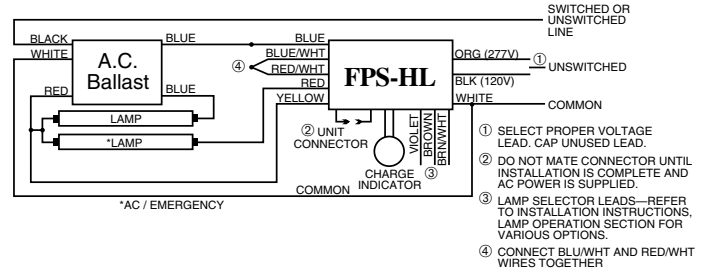 SWITCHED OR
UNSWITCHED
LINE
BLACK
BLUE
BLUE
WHITE
A.C.
Ballast
BLUE/WHT
④
RED/WHT
FPS-HL
ORG (277V)
①
UNSWITCHED
BLK (120V)
RED
BLUE
RED
YELLOW
WHITE
COMMON
LAMP
*LAMP
② UNIT
CONNECTOR
VIOLET
BROWN
BRN/WHT
③
CHARGE
INDICATOR
COMMON
*AC / EMERGENCY
① SELECT PROPER VOLTAGE
LEAD. CAP UNUSED LEAD.
② DO NOT MATE CONNECTOR UNTIL
INSTALLATION IS COMPLETE AND
AC POWER IS SUPPLIED.
③ LAMP SELECTOR LEADS—REFER
TO INSTALLATION INSTRUCTIONS,
LAMP OPERATION SECTION FOR
VARIOUS OPTIONS.
④ CONNECT BLU/WHT AND RED/WHT
WIRES TOGETHER